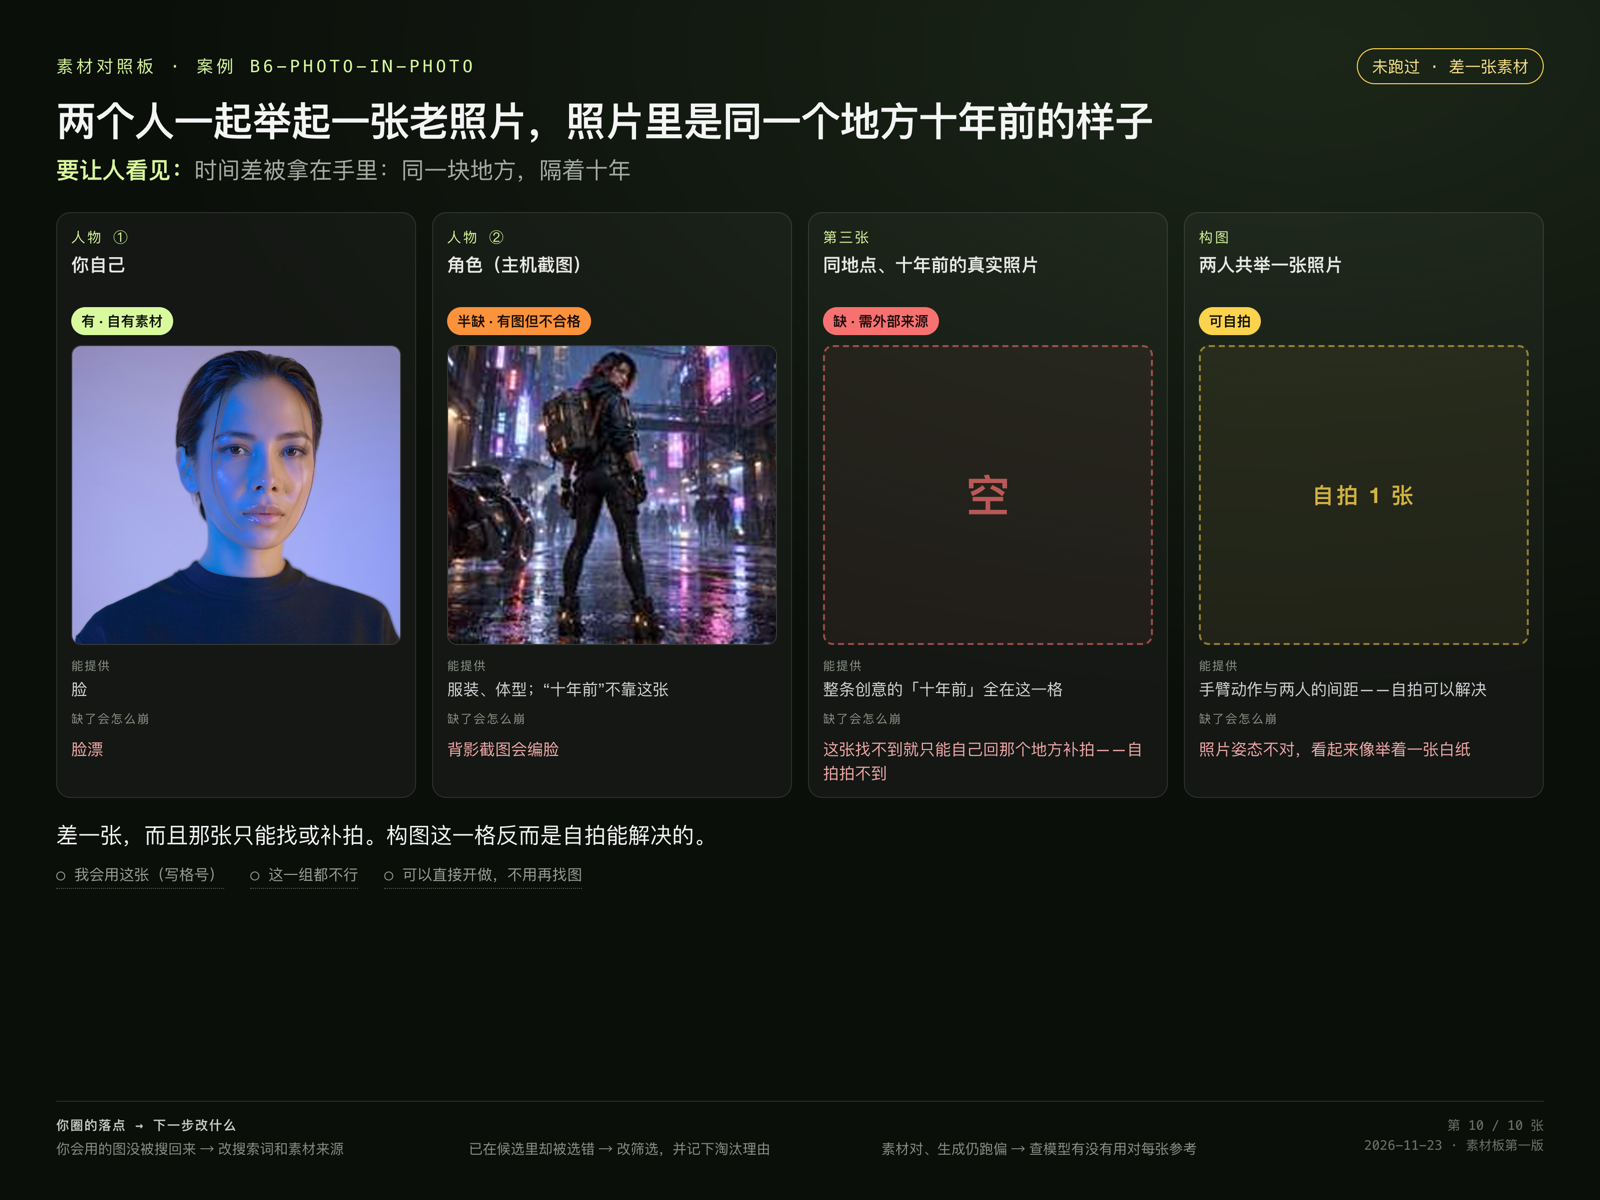 素材对照板 · 案例 B6-PHOTO-IN-PHOTO
未跑过 · 差一张素材
两个人一起举起一张老照片，照片里是同一个地方十年前的样子
要让人看见：时间差被拿在手里：同一块地方，隔着十年
人物 ①
你自己
有 · 自有素材
能提供
脸
缺了会怎么崩
脸漂
人物 ②
角色（主机截图）
半缺 · 有图但不合格
能提供
服装、体型；“十年前”不靠这张
缺了会怎么崩
背影截图会编脸
第三张
同地点、十年前的真实照片
缺 · 需外部来源
空
能提供
整条创意的「十年前」全在这一格
缺了会怎么崩
这张找不到就只能自己回那个地方补拍——自
拍拍不到
构图
两人共举一张照片
可自拍
自拍 1 张
能提供
手臂动作与两人的间距——自拍可以解决
缺了会怎么崩
照片姿态不对，看起来像举着一张白纸
差一张，而且那张只能找或补拍。构图这一格反而是自拍能解决的。
○ 我会用这张（写格号） ○ 这一组都不行 ○ 可以直接开做，不用再找图
你圈的落点 → 下一步改什么
你会用的图没被搜回来 → 改搜索词和素材来源
已在候选里却被选错 → 改筛选，并记下淘汰理由
素材对、生成仍跑偏 → 查模型有没有用对每张参考
第 10 / 10 张
2026-11-23 · 素材板第一版